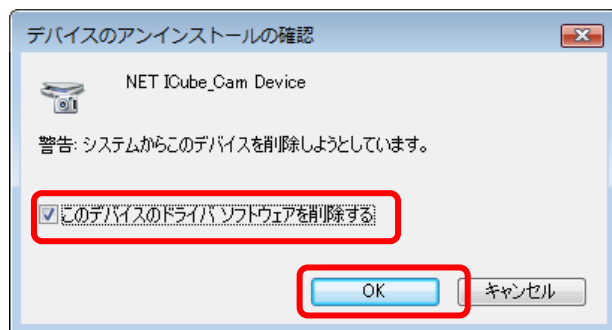 デバイスのアンインストールの確認
NET ICube_Cam Device
警告: システムからこのデバイスを削除しようとしています。
このデバイスのドライバ ソフトウェアを削除する
OK キャンセル